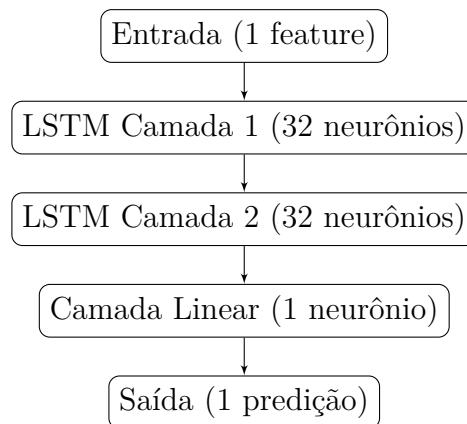 Entrada (1 feature)
LSTM Camada 1 (32 neurônios)
LSTM Camada 2 (32 neurônios)
Camada Linear (1 neurônio)
Saída (1 predição)